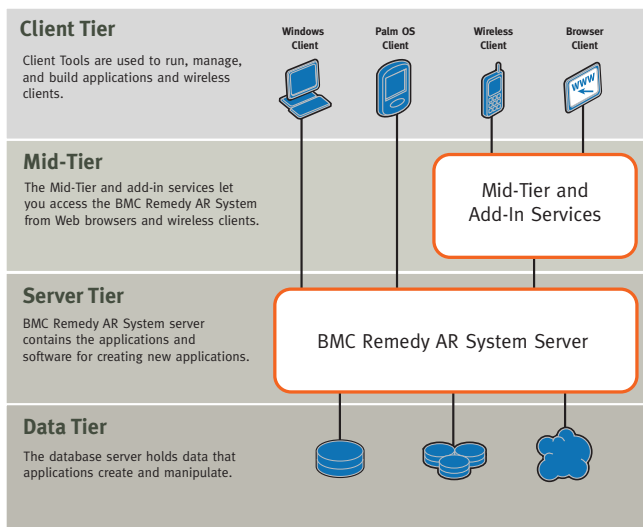 Client Tier
Client Tools are used to run, manage,
and build applications and wireless
clients.
Windows
Client
Palm OS
Client
Wireless
Client
Browser
Client
WWW
Mid-Tier
The Mid-Tier and add-in services let
you access the BMC Remedy AR System
from Web browsers and wireless clients.
Mid-Tier and
Add-In Services
Server Tier
BMC Remedy AR System server
contains the applications and
software for creating new applications.
BMC Remedy AR System Server
Data Tier
The database server holds data that
applications create and manipulate.